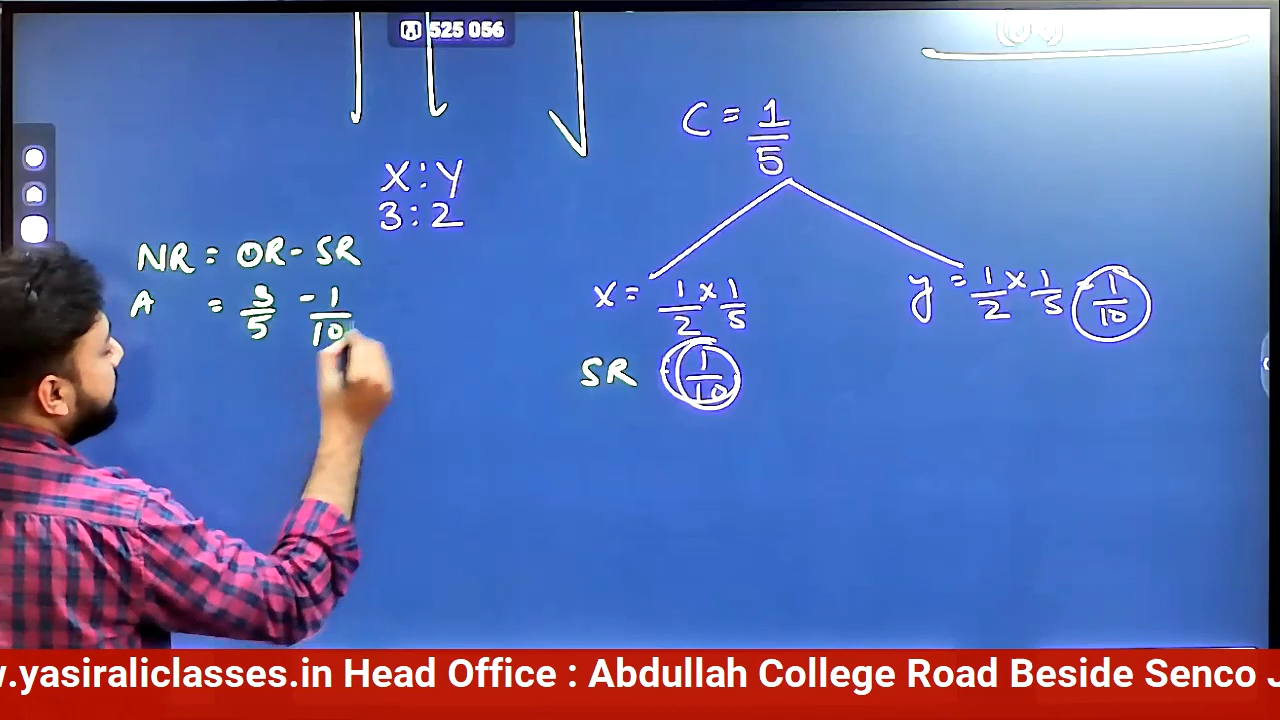 525 056
C = 1/5
X : Y
3 : 2
NR = OR - SR
A = 3/5 - 1/10
x = 1/2 x 1/5
SR = 1/10
y = 1/2 x 1/5 = 1/10
w.yasiraliclasses.in Head Office : Abdullah College Road Beside Senco J